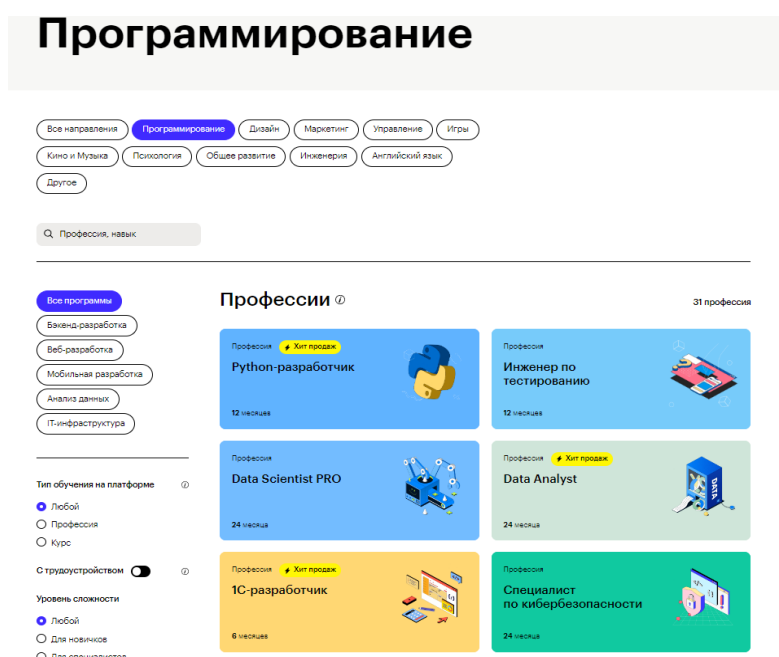 Программирование
Все направления Программирование Дизайн Маркетинг Управление Игры
Кино и Музыка Психология Общее развитие Инженерия Английский язык
Другое
Профессия, навык
Все программы
Бэкенд-разработка
Веб-разработка
Мобильная разработка
Анализ данных
IT-инфраструктура
Тип обучения на платформе
Любой
Профессия
Курс
С трудоустройством
Уровень сложности
Любой
Для новичков
Для специалистов
Профессии
31 профессия
Профессия Хит продаж
Python-разработчик
12 месяцев
Профессия
Инженер по
тестированию
12 месяцев
Профессия
Data Scientist PRO
24 месяца
Профессия Хит продаж
Data Analyst
DATA
24 месяца
Профессия Хит продаж
1С-разработчик
6 месяцев
Профессия
Специалист
по кибербезопасности
24 месяца